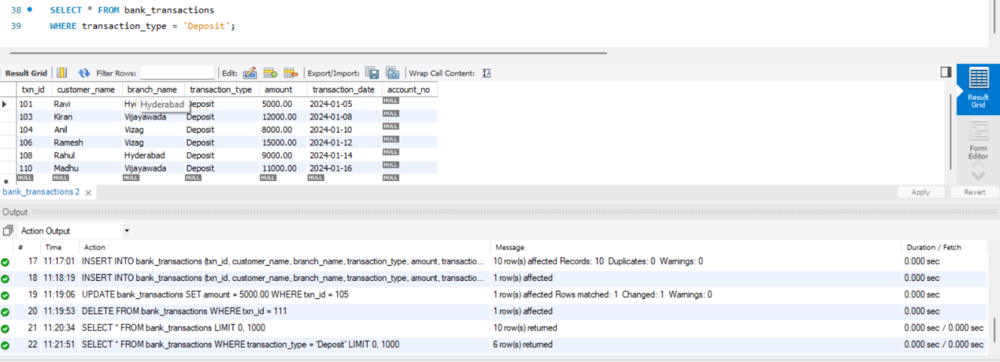 38 SELECT * FROM bank_transactions
39 WHERE transaction_type = 'Deposit';
Result Grid Filter Rows: Edit: Export/Import: Wrap Cell Content:
txn_id customer_name branch_name transaction_type amount transaction_date account_no
101 Ravi Hyderabad Deposit 5000.00 2024-01-05 NULL
103 Kiran Vijayawada Deposit 12000.00 2024-01-08 NULL
104 Anil Vizag Deposit 8000.00 2024-01-10 NULL
106 Ramesh Vizag Deposit 15000.00 2024-01-12 NULL
108 Rahul Hyderabad Deposit 9000.00 2024-01-14 NULL
110 Madhu Vijayawada Deposit 11000.00 2024-01-16 NULL
NULL NULL NULL NULL NULL NULL NULL
Result
Grid
Form
Editor
bank_transactions 2
Apply Revert
Output
Action Output
# Time Action Message Duration / Fetch
17 11:17:01 INSERT INTO bank_transactions (txn_id, customer_name, branch_name, transaction_type, amount, transactio... 10 row(s) affected Records: 10 Duplicates: 0 Warnings: 0 0.000 sec
18 11:18:19 INSERT INTO bank_transactions (txn_id, customer_name, branch_name, transaction_type, amount, transactio... 1 row(s) affected 0.000 sec
19 11:19:06 UPDATE bank_transactions SET amount = 5000.00 WHERE txn_id = 105 1 row(s) affected Rows matched: 1 Changed: 1 Warnings: 0 0.000 sec
20 11:19:53 DELETE FROM bank_transactions WHERE txn_id = 111 1 row(s) affected 0.000 sec
21 11:20:34 SELECT * FROM bank_transactions LIMIT 0, 1000 10 row(s) returned 0.000 sec / 0.000 sec
22 11:21:51 SELECT * FROM bank_transactions WHERE transaction_type = 'Deposit' LIMIT 0, 1000 6 row(s) returned 0.000 sec / 0.000 sec